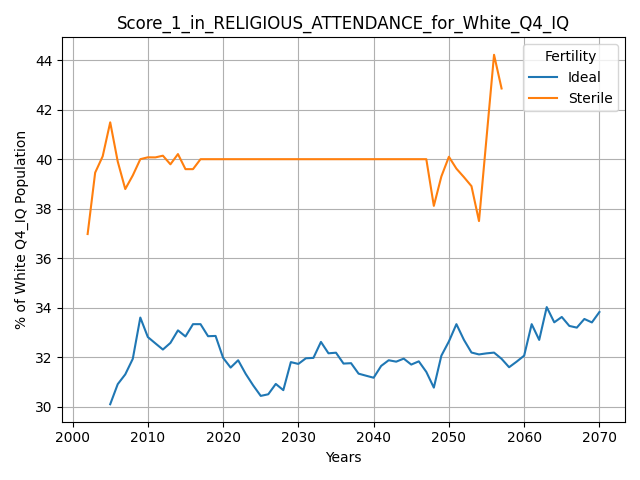 Score_1_in_RELIGIOUS_ATTENDANCE_for_White_Q4_IQ
% of White Q4_IQ Population
44
42
40
38
36
34
32
30
Fertility
Ideal
Sterile
2000 2010 2020 2030 2040 2050 2060 2070
Years